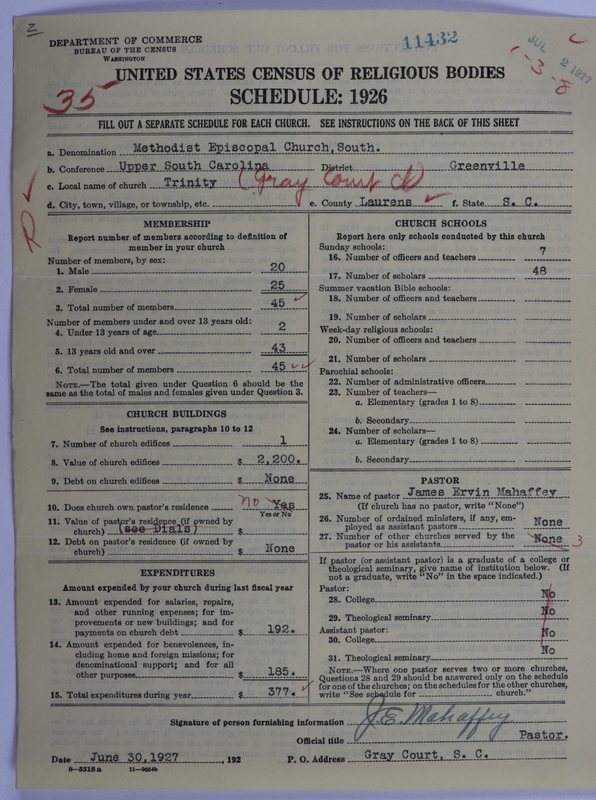 2
DEPARTMENT OF COMMERCE
BUREAU OF THE CENSUS
WASHINGTON
11432
JUL 2 1927
1-3-8
35
UNITED STATES CENSUS OF RELIGIOUS BODIES
SCHEDULE: 1926
FILL OUT A SEPARATE SCHEDULE FOR EACH CHURCH. SEE INSTRUCTIONS ON THE BACK OF THIS SHEET
a. Denomination Methodist Episcopal Church, South.
b. Conference Upper South Carolina District Greenville
c. Local name of church Trinity (Gray Court Ch)
d. City, town, village, or township, etc. e. County Laurens f. State S. C.
R
MEMBERSHIP
Report number of members according to definition of
member in your church
Number of members, by sex:
1. Male 20
2. Female 25
3. Total number of members 45
Number of members under and over 13 years old:
4. Under 13 years of age 2
5. 13 years old and over 43
6. Total number of members 45
NOTE.—The total given under Question 6 should be the
same as the total of males and females given under Question 3.
CHURCH BUILDINGS
See instructions, paragraphs 10 to 12
7. Number of church edifices 1
8. Value of church edifices $ 2,200.
9. Debt on church edifices $ None
10. Does church own pastor's residence no Yes
Yes or No
11. Value of pastor's residence (if owned by
church) (see Dials) $
12. Debt on pastor's residence (if owned by
church) $ None
EXPENDITURES
Amount expended by your church during last fiscal year
13. Amount expended for salaries, repairs,
and other running expenses; for im-
provements or new buildings; and for
payments on church debt $ 192.
14. Amount expended for benevolences, in-
cluding home and foreign missions; for
denominational support; and for all
other purposes $ 185.
15. Total expenditures during year $ 377.
CHURCH SCHOOLS
Report here only schools conducted by this church
Sunday schools:
16. Number of officers and teachers 7
17. Number of scholars 48
Summer vacation Bible schools:
18. Number of officers and teachers
19. Number of scholars
Week-day religious schools:
20. Number of officers and teachers
21. Number of scholars
Parochial schools:
22. Number of administrative officers
23. Number of teachers—
a. Elementary (grades 1 to 8)
b. Secondary
24. Number of scholars—
a. Elementary (grades 1 to 8)
b. Secondary
PASTOR
25. Name of pastor James Ervin Mahaffey
(If church has no pastor, write "None")
26. Number of ordained ministers, if any, em-
ployed as assistant pastors None
27. Number of other churches served by the
pastor or his assistants None 3
If pastor (or assistant pastor) is a graduate of a college or
theological seminary, give name of institution below. (If
not a graduate, write "No" in the space indicated.)
Pastor:
28. College No
29. Theological seminary No
Assistant pastor:
30. College No
31. Theological seminary No
NOTE.—Where one pastor serves two or more churches,
Questions 28 and 29 should be answered only on the schedule
for one of the churches; on the schedules for the other churches,
write "See schedule for church."
Signature of person furnishing information J. E. Mahaffey
Official title Pastor.
Date June 30, 1927, 192 P. O. Address Gray Court, S. C.